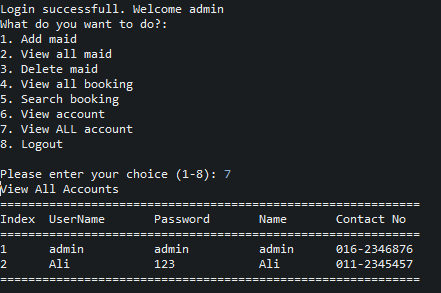 Login successfull. Welcome admin
What do you want to do?:
1. Add maid
2. View all maid
3. Delete maid
4. View all booking
5. Search booking
6. View account
7. View ALL account
8. Logout
Please enter your choice (1-8): 7
View All Accounts
============================================================
Index UserName Password Name Contact No
============================================================
1 admin admin admin 016-2346876
2 Ali 123 Ali 011-2345457
============================================================